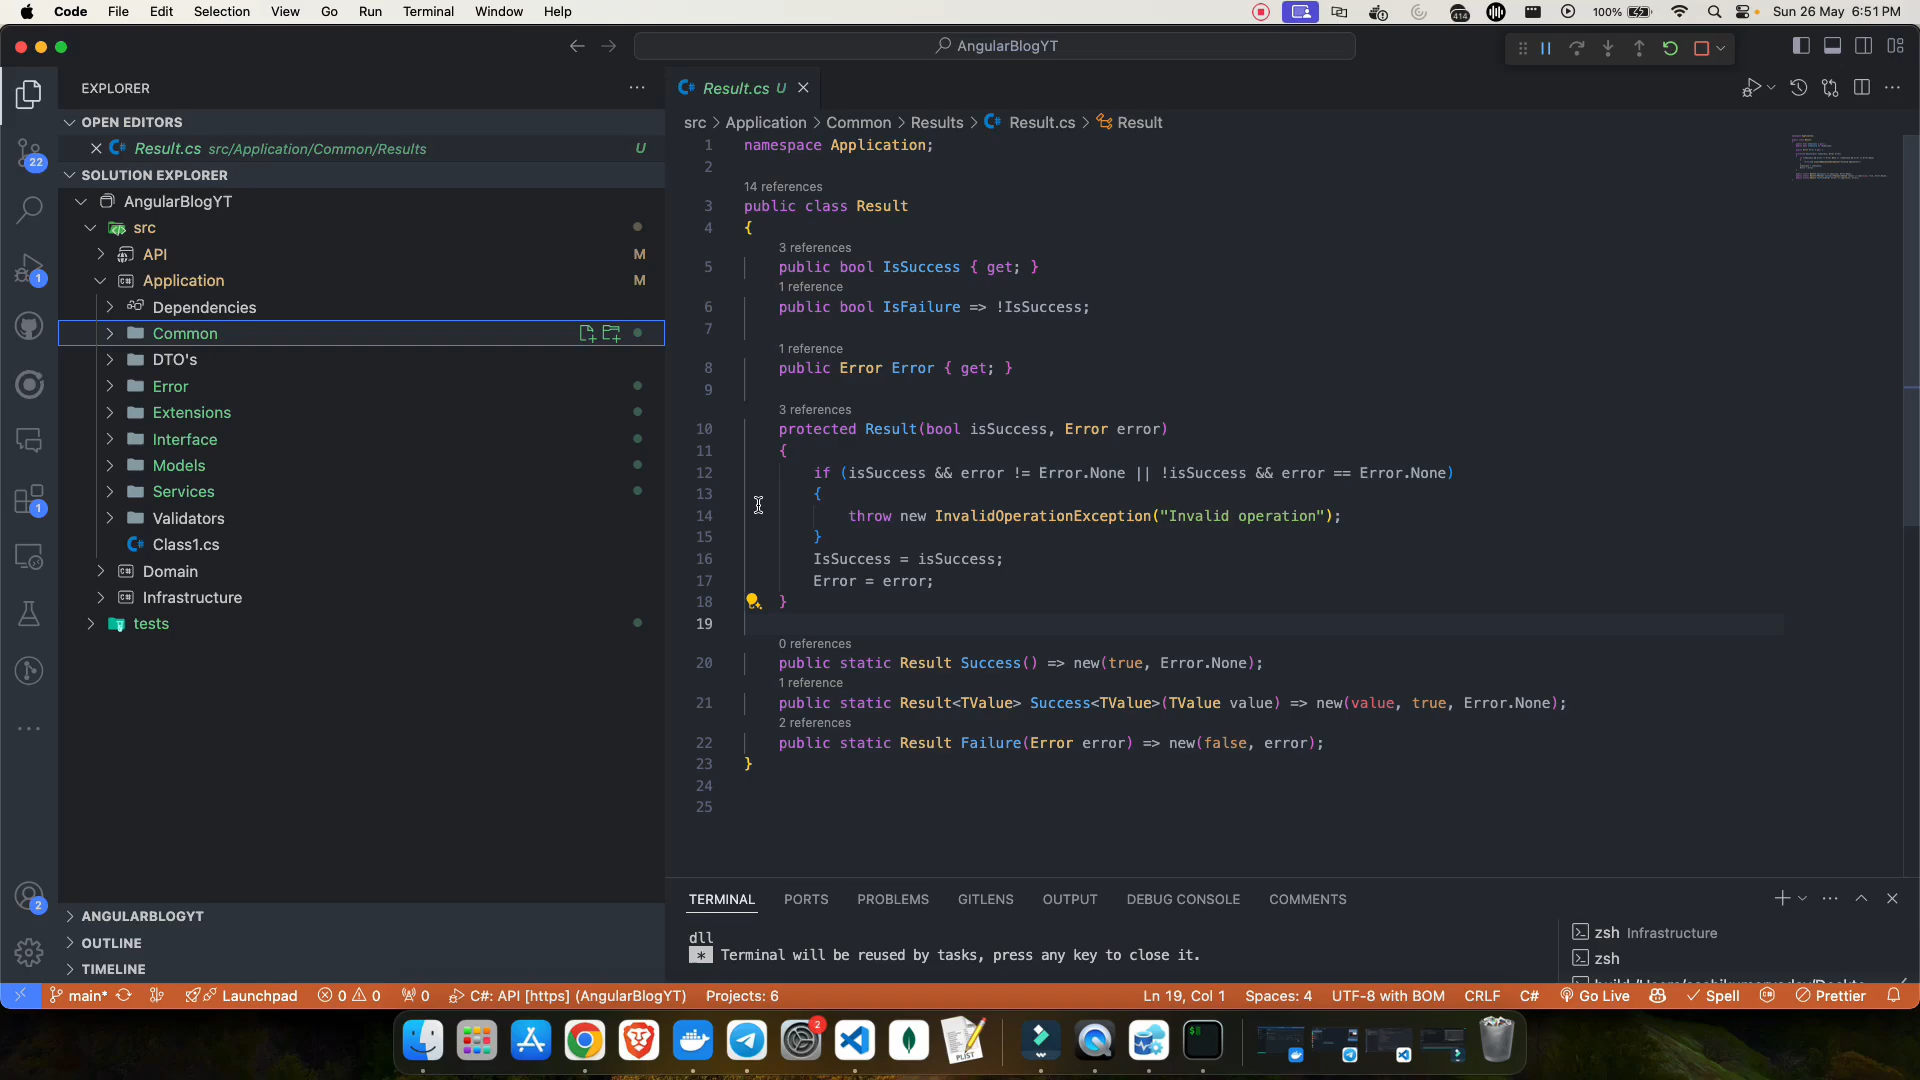 Code File Edit Selection View Go Run Terminal Window Help
414
100%
Sun 26 May 6:51 PM
AngularBlogYT
EXPLORER
OPEN EDITORS
Result.cs src/Application/Common/Results U
SOLUTION EXPLORER
AngularBlogYT
src
API M
Application M
Dependencies
Common
DTO's
Error
Extensions
Interface
Models
Services
Validators
Class1.cs
Domain
Infrastructure
tests
ANGULARBLOGYT
OUTLINE
TIMELINE
22
1
1
2
Result.cs U
src > Application > Common > Results > Result.cs > Result
1 namespace Application;
2
14 references
3 public class Result
4 {
3 references
5 public bool IsSuccess { get; }
1 reference
6 public bool IsFailure => !IsSuccess;
7
1 reference
8 public Error Error { get; }
9
3 references
10 protected Result(bool isSuccess, Error error)
11 {
12 if (isSuccess && error != Error.None || !isSuccess && error == Error.None)
13 {
14 throw new InvalidOperationException("Invalid operation");
15 }
16 IsSuccess = isSuccess;
17 Error = error;
18 }
19
0 references
20 public static Result Success() => new(true, Error.None);
1 reference
21 public static Result<TValue> Success<TValue>(TValue value) => new(value, true, Error.None);
2 references
22 public static Result Failure(Error error) => new(false, error);
23 }
24
25
TERMINAL PORTS PROBLEMS GITLENS OUTPUT DEBUG CONSOLE COMMENTS
dll
* Terminal will be reused by tasks, press any key to close it.
zsh Infrastructure
zsh
main* Launchpad 0 0 0 C#: API [https] (AngularBlogYT) Projects: 6 Ln 19, Col 1 Spaces: 4 UTF-8 with BOM CRLF C# Go Live Spell Prettier
2
PLIST